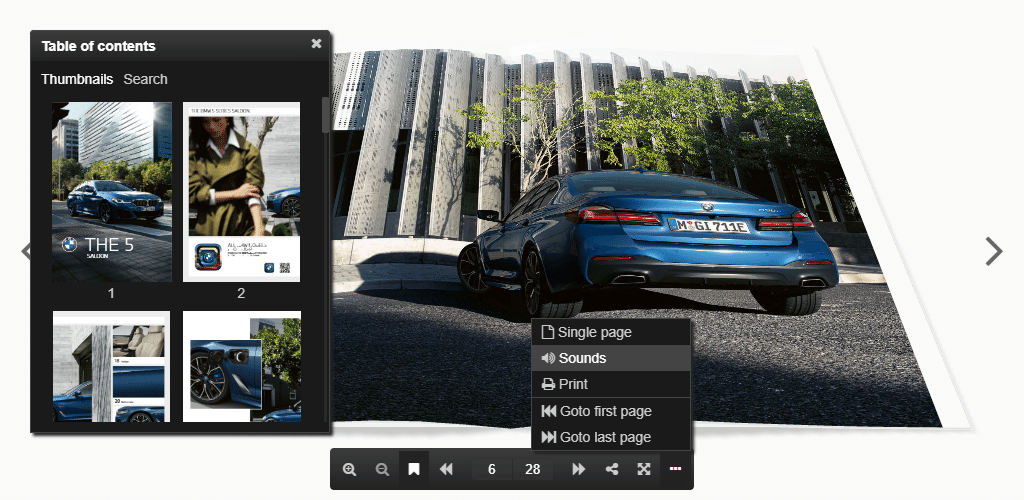 Table of contents
Thumbnails Search
THE 5
SALOON
1
THE BMW 5 SERIES SALOON
2
M GI 711E
Single page
Sounds
Print
Goto first page
Goto last page
6 28